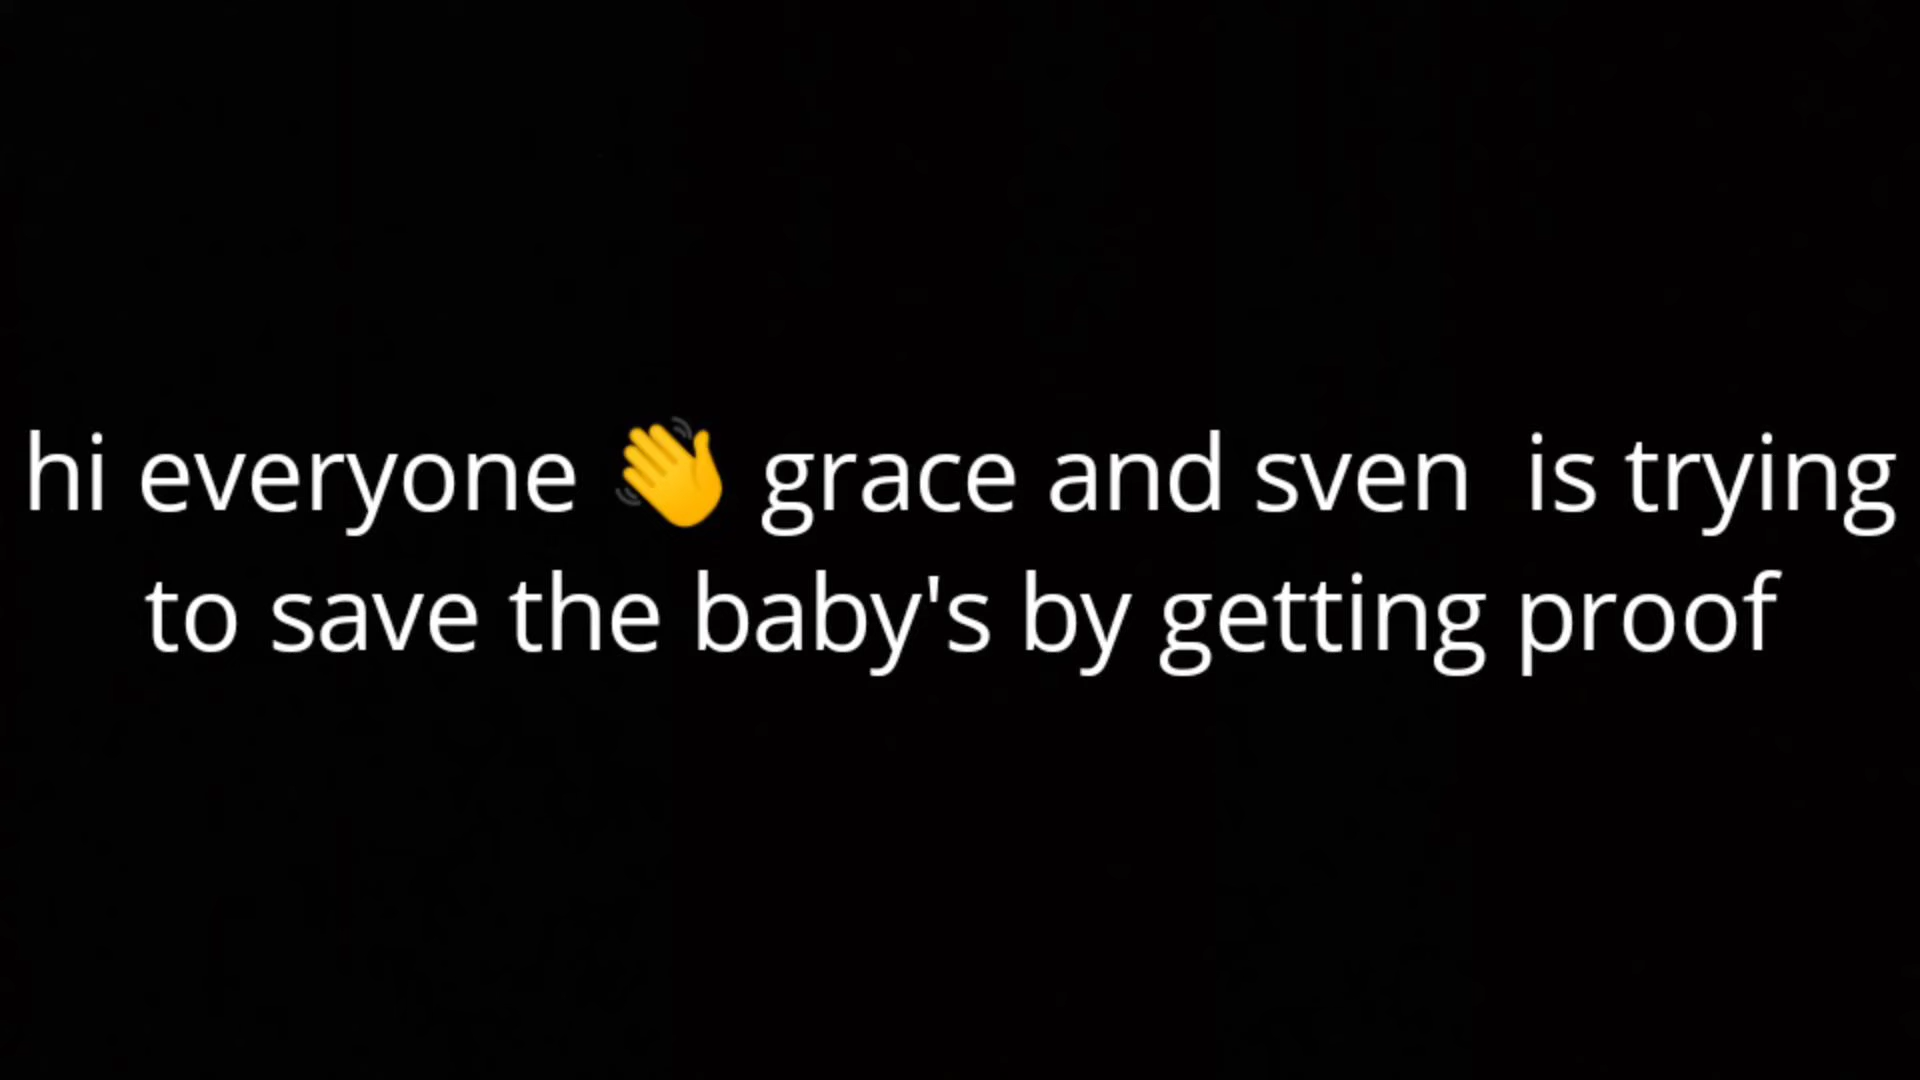 hi everyone 👋 grace and sven  is trying
to save the baby's by getting proof